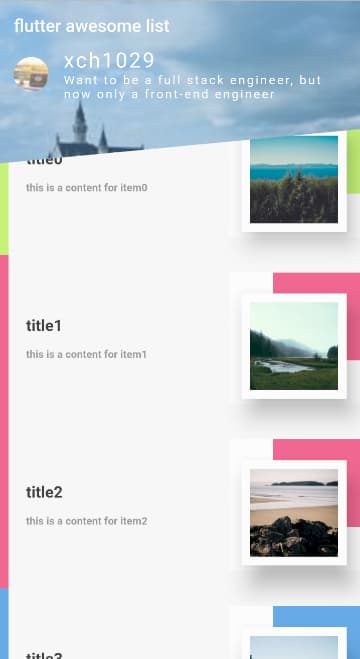 flutter awesome list
xch1029
Want to be a full stack engineer, but
now only a front-end engineer
title0
this is a content for item0
title1
this is a content for item1
title2
this is a content for item2
title3